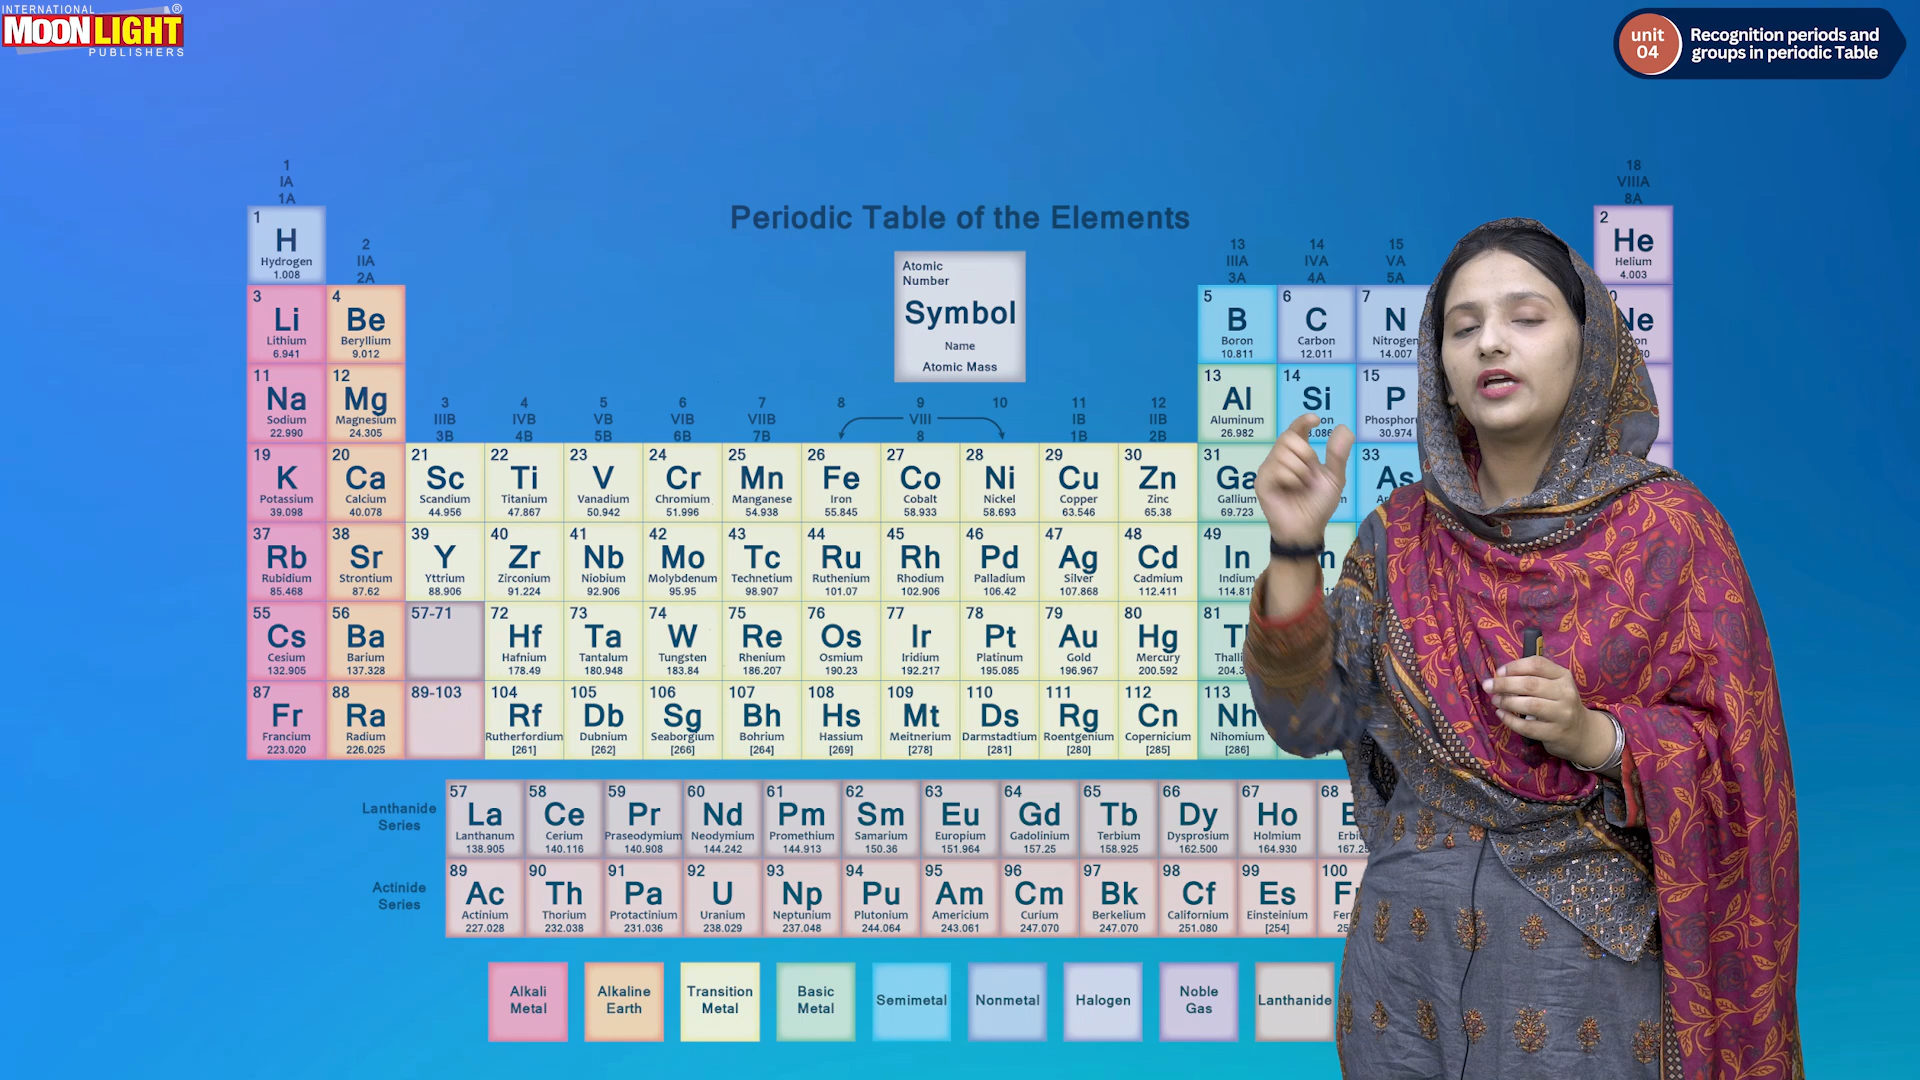 INTERNATIONAL
MOONLIGHT ®
PUBLISHERS
unit 04
Recognition periods and
groups in periodic Table
Periodic Table of the Elements
1 18
IA VIIIA
1A 8A
2 13 14 15
IIA IIIA IVA VA
2A 3A 4A 5A
3 4 5 6 7 8 9 10 11 12
IIIB IVB VB VIB VIIB VIII IB IIB
3B 4B 5B 6B 7B 8 1B 2B
Atomic
Number
Symbol
Name
Atomic Mass
1 2
H He
Hydrogen Helium
1.008 4.003
3 4 5 6 7
Li Be B C N Ne
Lithium Beryllium Boron Carbon Nitrogen
6.941 9.012 10.811 12.011 14.007
11 12 13 14 15
Na Mg Al Si P
Sodium Magnesium Aluminum
22.990 24.305 26.982 30.974
19 20 21 22 23 24 25 26 27 28 29 30 31 33
K Ca Sc Ti V Cr Mn Fe Co Ni Cu Zn Ga As
Potassium Calcium Scandium Titanium Vanadium Chromium Manganese Iron Cobalt Nickel Copper Zinc Gallium
39.098 40.078 44.956 47.867 50.942 51.996 54.938 55.845 58.933 58.693 63.546 65.38 69.723
37 38 39 40 41 42 43 44 45 46 47 48 49
Rb Sr Y Zr Nb Mo Tc Ru Rh Pd Ag Cd In
Rubidium Strontium Yttrium Zirconium Niobium Molybdenum Technetium Ruthenium Rhodium Palladium Silver Cadmium Indium
85.468 87.62 88.906 91.224 92.906 95.95 98.907 101.07 102.906 106.42 107.868 112.411
55 56 57-71 72 73 74 75 76 77 78 79 80 81
Cs Ba Hf Ta W Re Os Ir Pt Au Hg
Cesium Barium Hafnium Tantalum Tungsten Rhenium Osmium Iridium Platinum Gold Mercury
132.905 137.328 178.49 180.948 183.84 186.207 190.23 192.217 195.085 196.967 200.592
87 88 89-103 104 105 106 107 108 109 110 111 112 113
Fr Ra Rf Db Sg Bh Hs Mt Ds Rg Cn Nh
Francium Radium Rutherfordium Dubnium Seaborgium Bohrium Hassium Meitnerium Darmstadtium Roentgenium Copernicium Nihomium
223.020 226.025 [261] [262] [266] [264] [269] [278] [281] [280] [285] [286]
Lanthanide
Series
57 58 59 60 61 62 63 64 65 66 67 68
La Ce Pr Nd Pm Sm Eu Gd Tb Dy Ho
Lanthanum Cerium Praseodymium Neodymium Promethium Samarium Europium Gadolinium Terbium Dysprosium Holmium
138.905 140.116 140.908 144.242 144.913 150.36 151.964 157.25 158.925 162.500 164.930
Actinide
Series
89 90 91 92 93 94 95 96 97 98 99 100
Ac Th Pa U Np Pu Am Cm Bk Cf Es
Actinium Thorium Protactinium Uranium Neptunium Plutonium Americium Curium Berkelium Californium Einsteinium
227.028 232.038 231.036 238.029 237.048 244.064 243.061 247.070 247.070 251.080 [254]
Alkali
Metal
Alkaline
Earth
Transition
Metal
Basic
Metal
Semimetal
Nonmetal
Halogen
Noble
Gas
Lanthanide